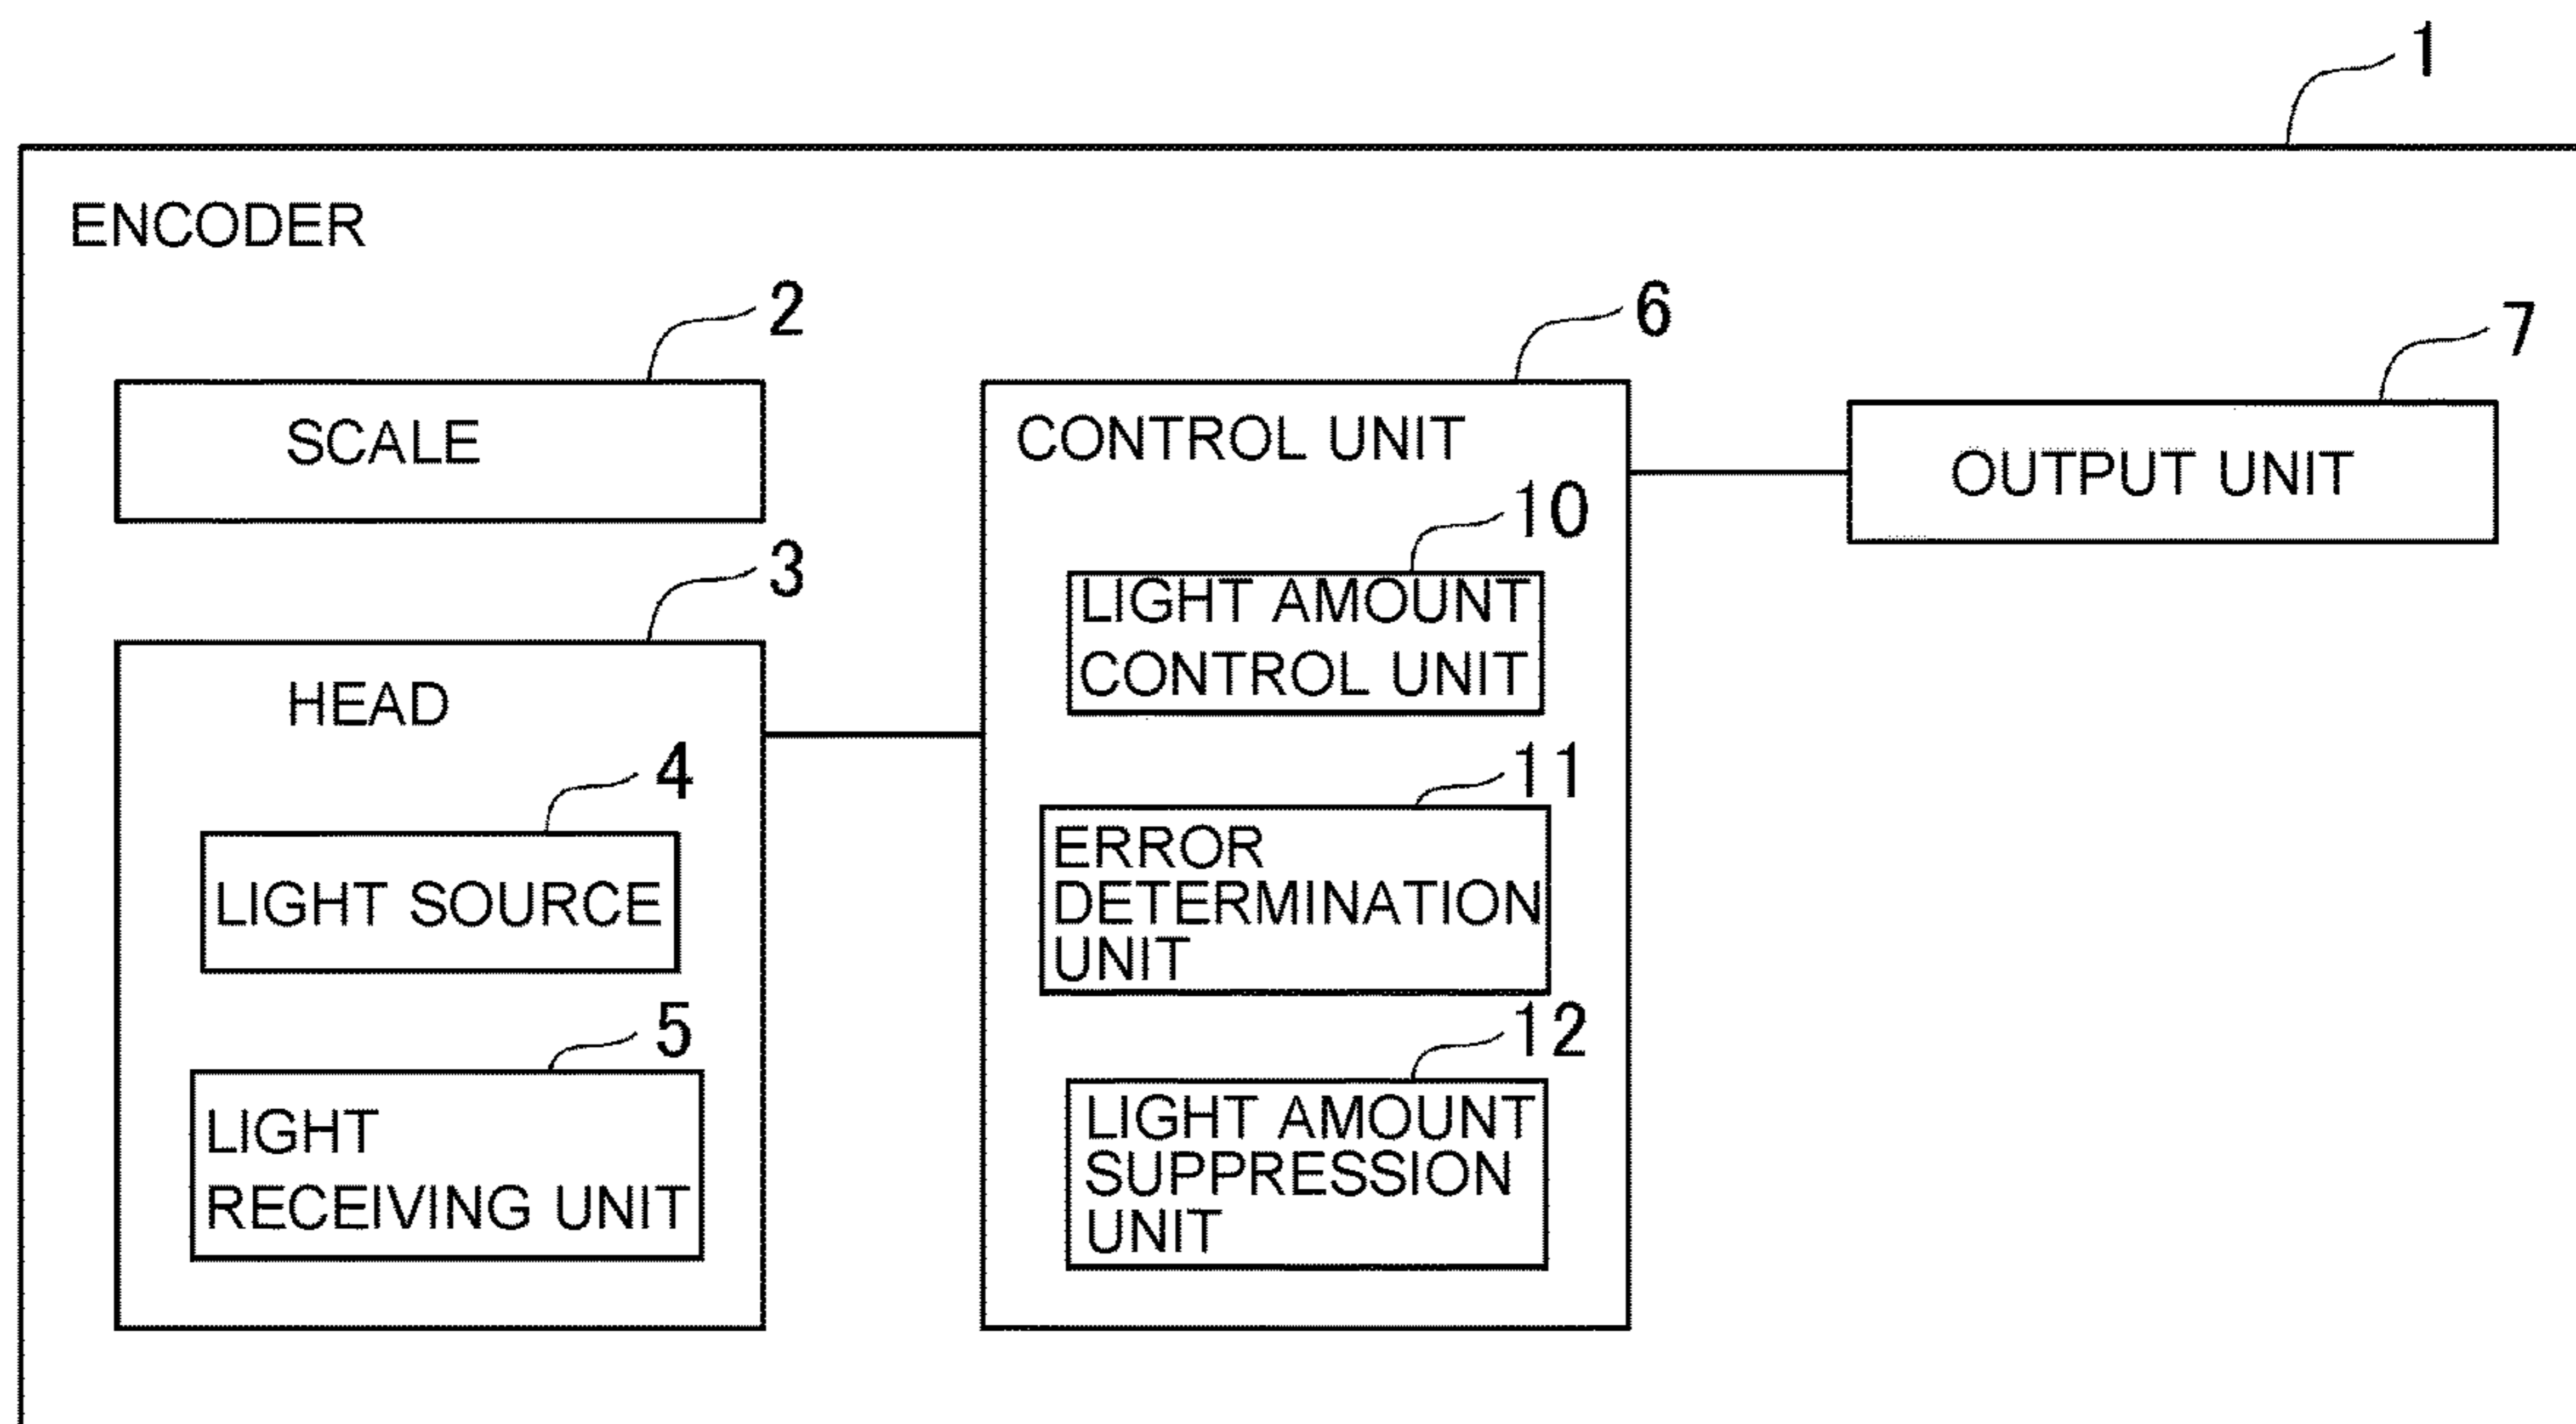 1
ENCODER
2
SCALE
3
HEAD
4
LIGHT SOURCE
5
LIGHT
RECEIVING UNIT
6
CONTROL UNIT
10
LIGHT AMOUNT
CONTROL UNIT
11
ERROR
DETERMINATION
UNIT
12
LIGHT AMOUNT
SUPPRESSION
UNIT
7
OUTPUT UNIT